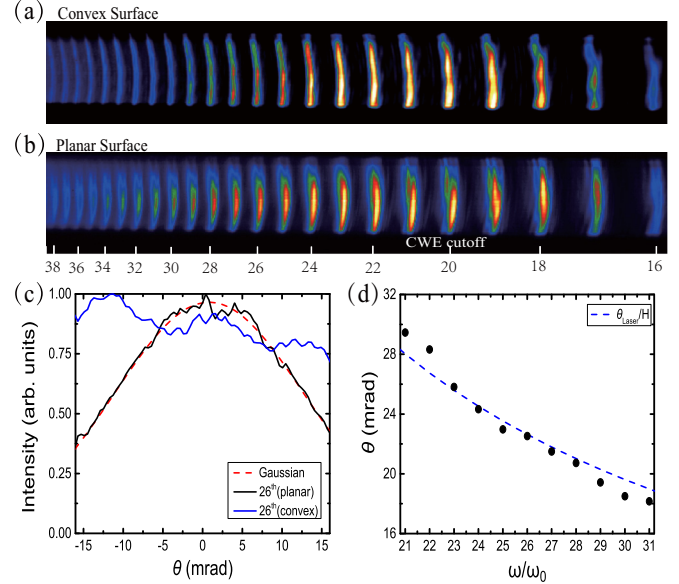 (a) Convex Surface
(b) Planar Surface
CWE cutoff
38 36 34 32 30 28 26 24 22 20 18 16
(c)
Intensity (arb. units)
1.00
0.75
0.50
0.25
0.00
Gaussian
26th(planar)
26th(convex)
-15 -10 -5 0 5 10 15
θ (mrad)
(d)
θ (mrad)
32
28
24
20
16
θLaser/H
21 22 23 24 25 26 27 28 29 30 31
ω/ω0